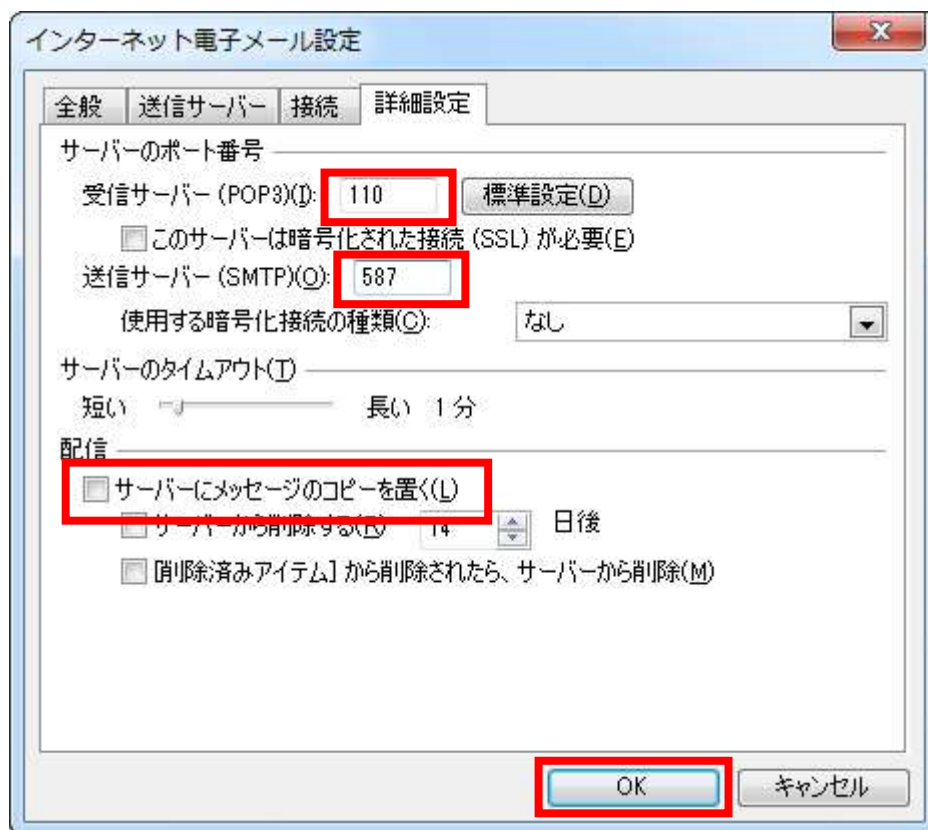 インターネット電子メール設定
全般 送信サーバー 接続 詳細設定
サーバーのポート番号
受信サーバー (POP3)(I): 110 標準設定(D)
このサーバーは暗号化された接続 (SSL) が必要(E)
送信サーバー (SMTP)(O): 587
使用する暗号化接続の種類(C): なし
サーバーのタイムアウト(T)
短い 長い 1 分
配信
サーバーにメッセージのコピーを置く(L)
サーバーから削除する(R) 14 日後
[削除済みアイテム] から削除されたら、サーバーから削除(M)
OK キャンセル